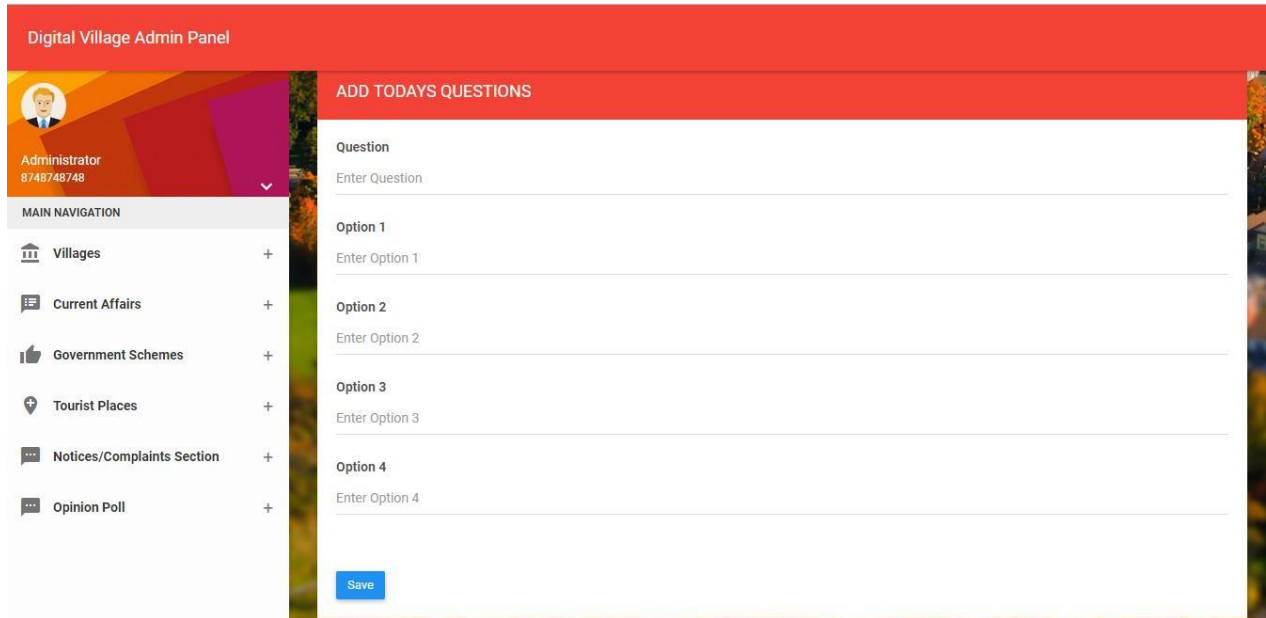 Digital Village Admin Panel
Administrator
8748748748
MAIN NAVIGATION
Villages
Current Affairs
Government Schemes
Tourist Places
Notices/Complaints Section
Opinion Poll
ADD TODAYS QUESTIONS
Question
Enter Question
Option 1
Enter Option 1
Option 2
Enter Option 2
Option 3
Enter Option 3
Option 4
Enter Option 4
Save